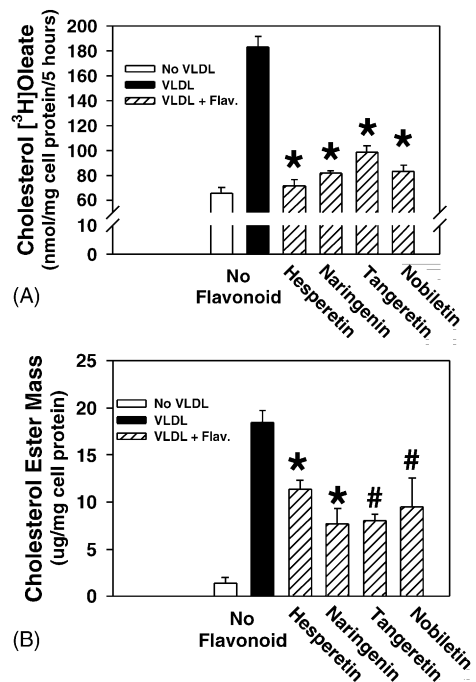 200
180
160
140
120
100
80
60
10
0
Cholesterol [³H]Oleate
(nmol/mg cell protein/5 hours)
No VLDL
VLDL
VLDL + Flav.
*
*
*
*
No
Flavonoid
Hesperetin
Naringenin
Tangeretin
Nobiletin
(A)
25
20
15
10
5
0
Cholesterol Ester Mass
(ug/mg cell protein)
No VLDL
VLDL
VLDL + Flav.
*
*
#
#
No
Flavonoid
Hesperetin
Naringenin
Tangeretin
Nobiletin
(B)